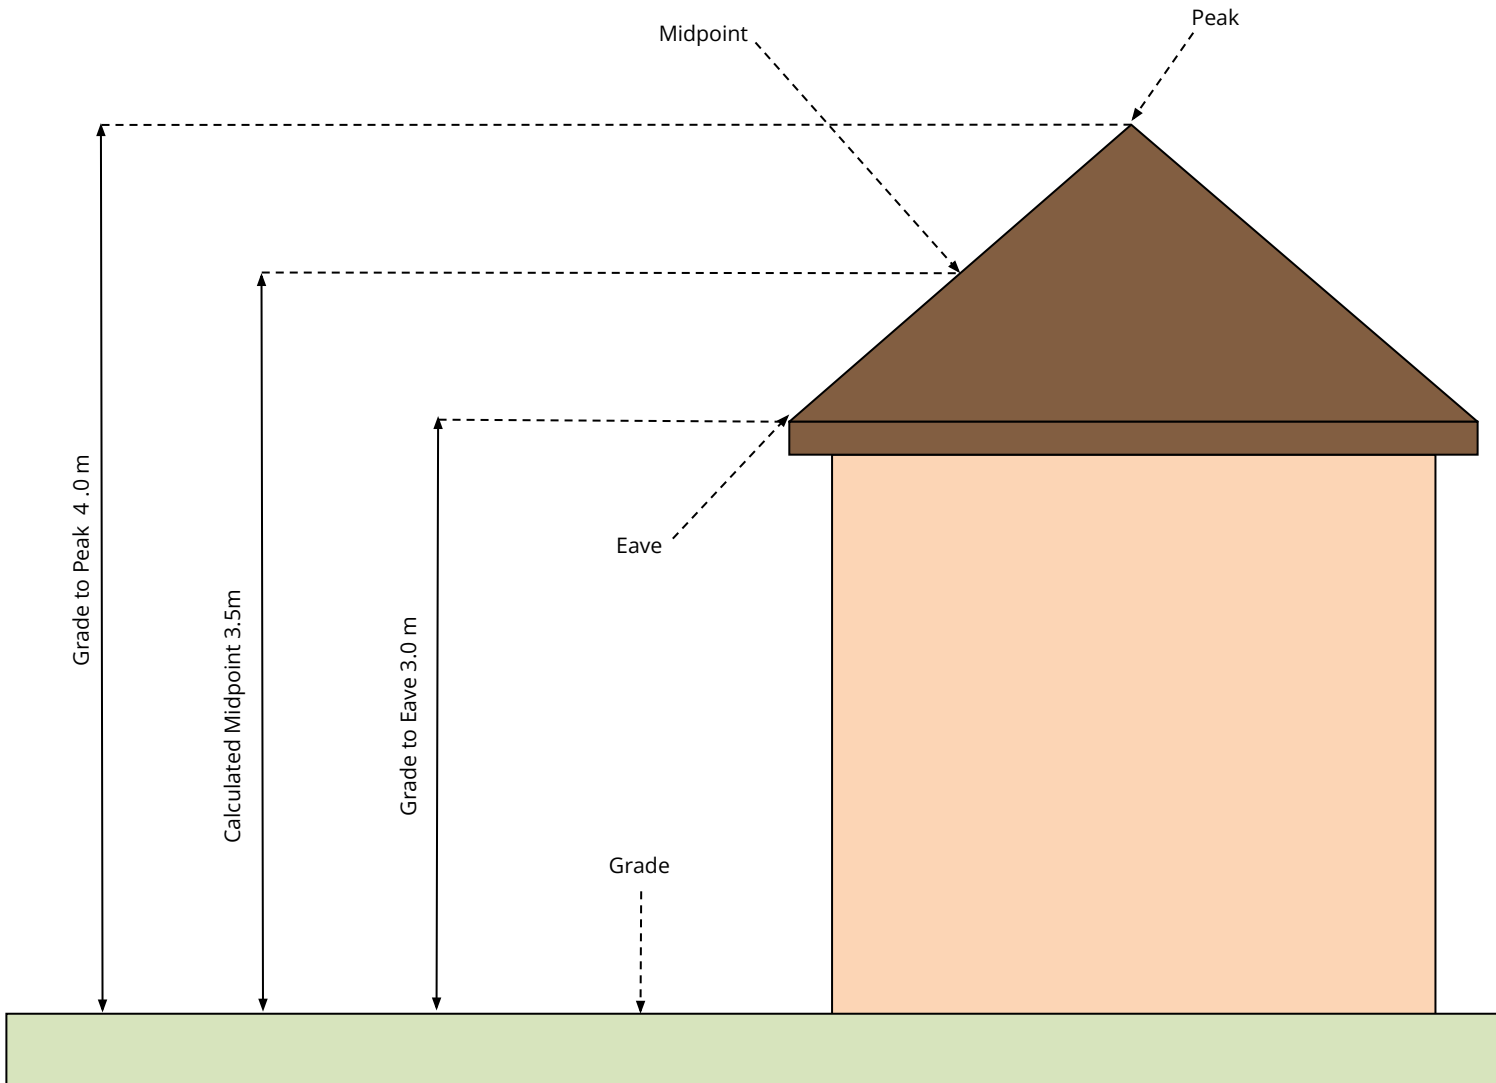 Peak
Midpoint
Grade to Peak 4 .0 m
Calculated Midpoint 3.5m
Grade to Eave 3.0 m
Eave
Grade